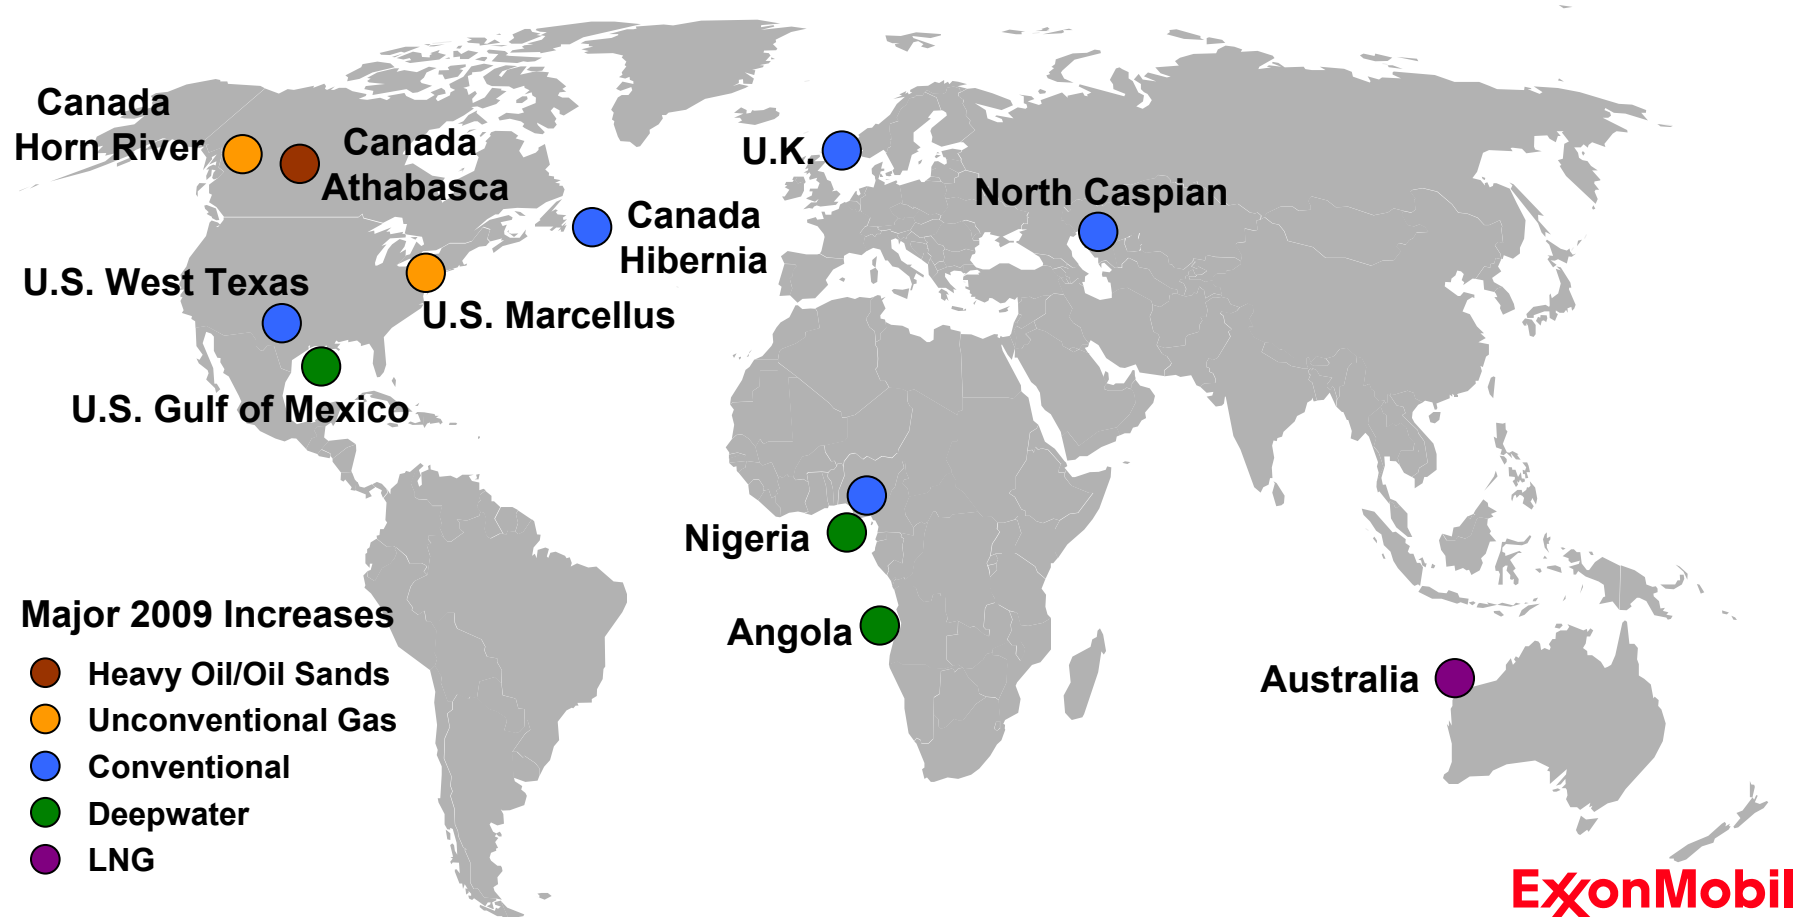 Canada
Horn River
Canada
Athabasca
U.K.
North Caspian
Canada
Hibernia
U.S. West Texas
U.S. Marcellus
U.S. Gulf of Mexico
Nigeria
Angola
Australia
Major 2009 Increases
Heavy Oil/Oil Sands
Unconventional Gas
Conventional
Deepwater
LNG
ExxonMobil